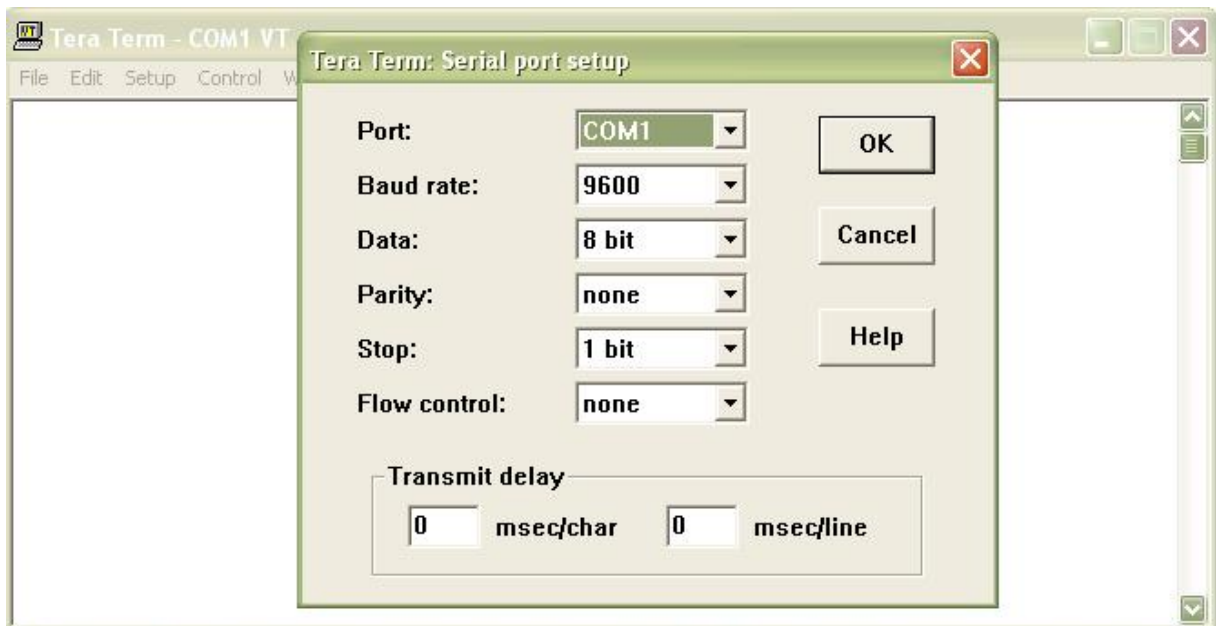 Tera Term - COM1 VT
File Edit Setup Control W
Tera Term: Serial port setup
Port: COM1
OK
Baud rate: 9600
Data: 8 bit
Cancel
Parity: none
Stop: 1 bit
Help
Flow control: none
Transmit delay
0 msec/char 0 msec/line